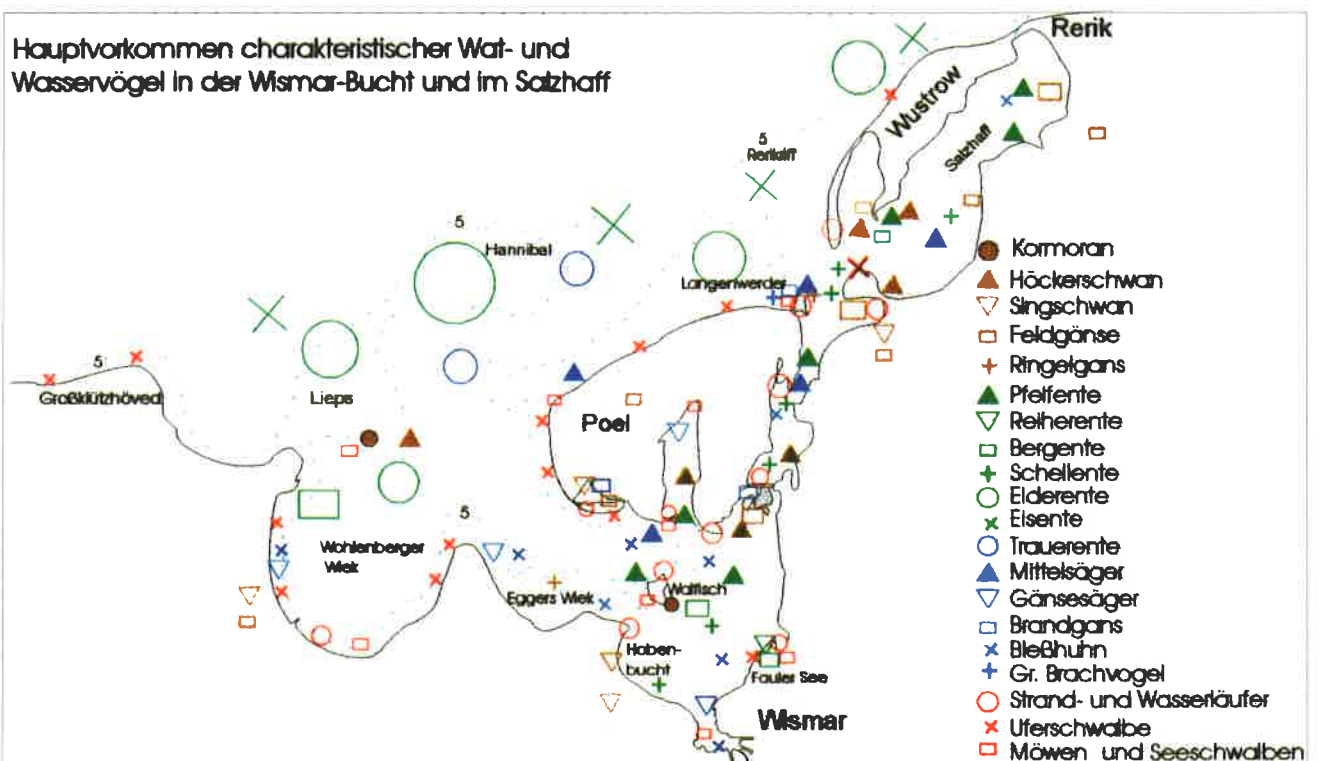 Hauptvorkommen charakteristischer Wat- und
Wasservögel in der Wismar-Bucht und im Salzhaff
Rerik
Wustrow
Salzhaff
5
Rerikriff
5
Hannibal
Langenwerder
5
Großklützhöved
Lieps
Poel
5
Wohlenberger
Wiek
Eggers Wiek
Walfisch
Hoben-
bucht
Fauler See
Wismar
Kormoran
Höckerschwan
Singschwan
Feldgänse
Ringelgans
Pfeifente
Reiherente
Bergente
Schellente
Eiderente
Eisente
Trauerente
Mittelsäger
Gänsesäger
Brandgans
Bleßhuhn
Gr. Brachvogel
Strand- und Wasserläufer
Uferschwalbe
Möwen und Seeschwalben